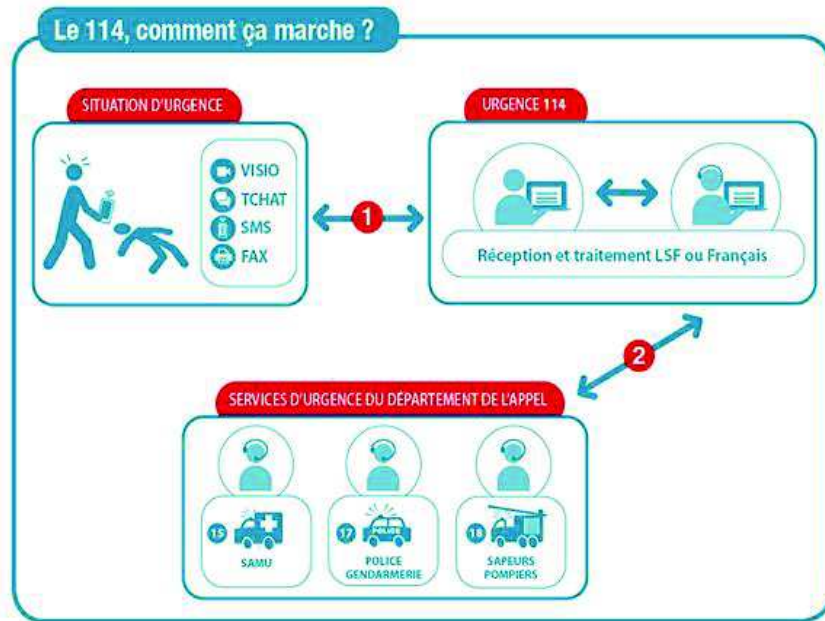 Le 114, comment ça marche ?
SITUATION D'URGENCE
VISIO
TCHAT
SMS
FAX
1
URGENCE 114
Réception et traitement LSF ou Français
2
SERVICES D'URGENCE DU DÉPARTEMENT DE L'APPEL
15
SAMU
17
POLICE
POLICE
GENDARMERIE
18
SAPEURS
POMPIERS